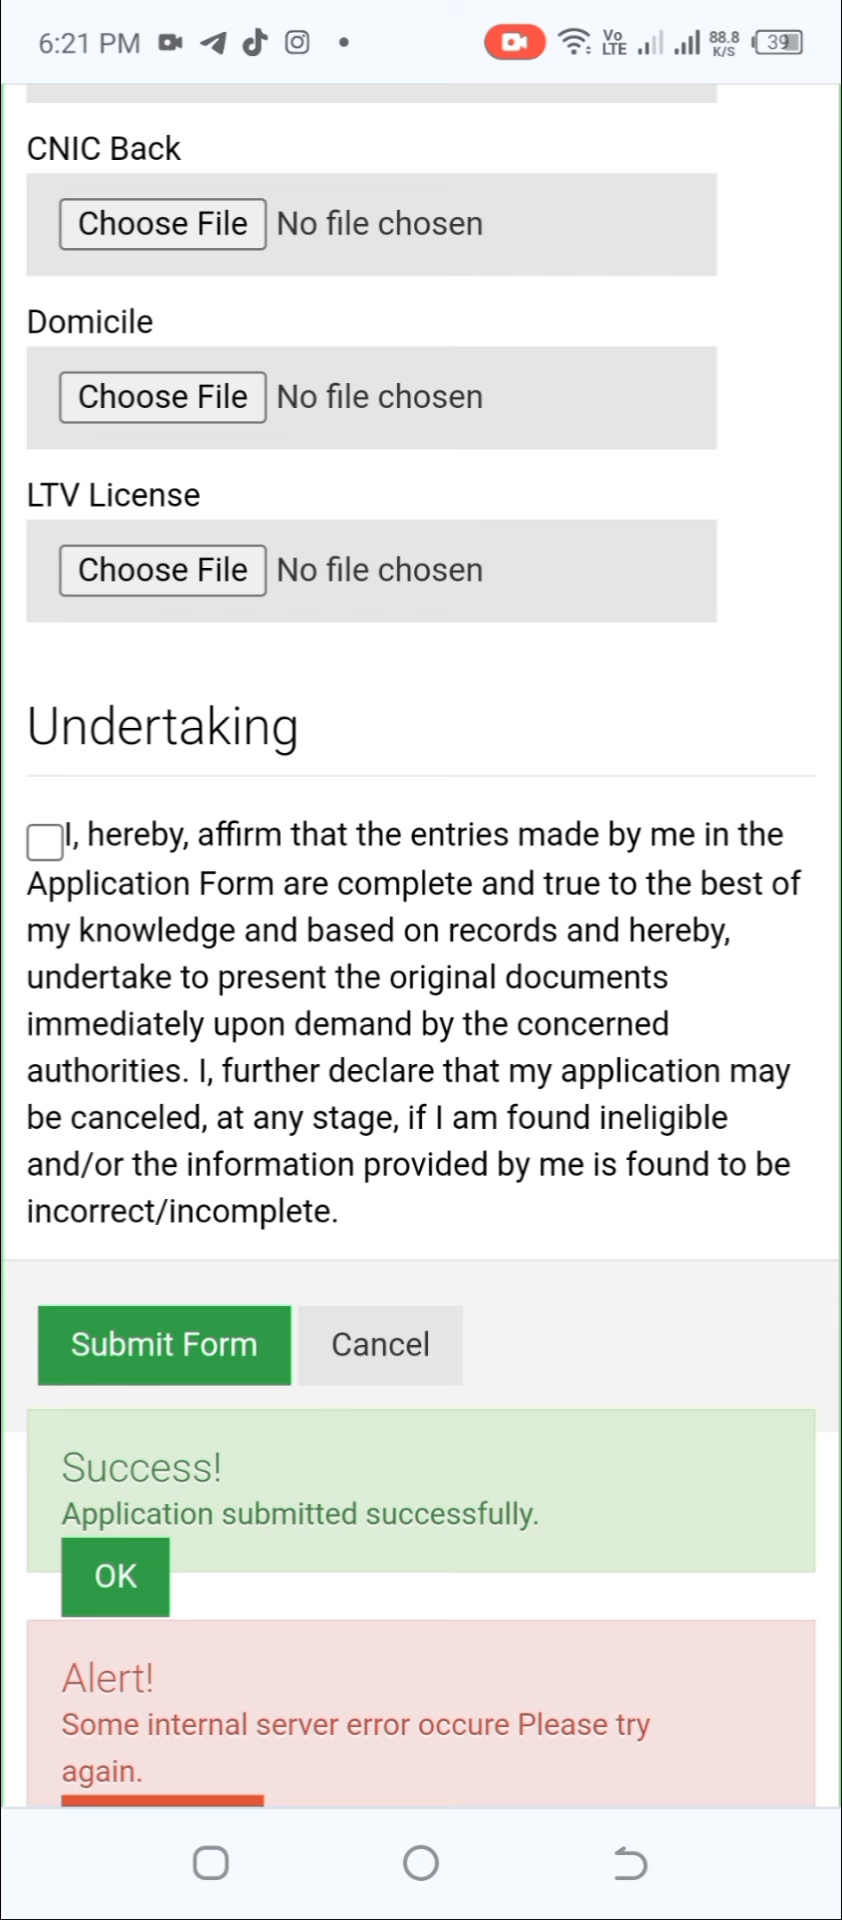 6:21 PM
Vo
LTE
88.8
K/S
39
CNIC Back
Choose File No file chosen
Domicile
Choose File No file chosen
LTV License
Choose File No file chosen
Undertaking
I, hereby, affirm that the entries made by me in the
Application Form are complete and true to the best of
my knowledge and based on records and hereby,
undertake to present the original documents
immediately upon demand by the concerned
authorities. I, further declare that my application may
be canceled, at any stage, if I am found ineligible
and/or the information provided by me is found to be
incorrect/incomplete.
Submit Form Cancel
Success!
Application submitted successfully.
OK
Alert!
Some internal server error occure Please try
again.